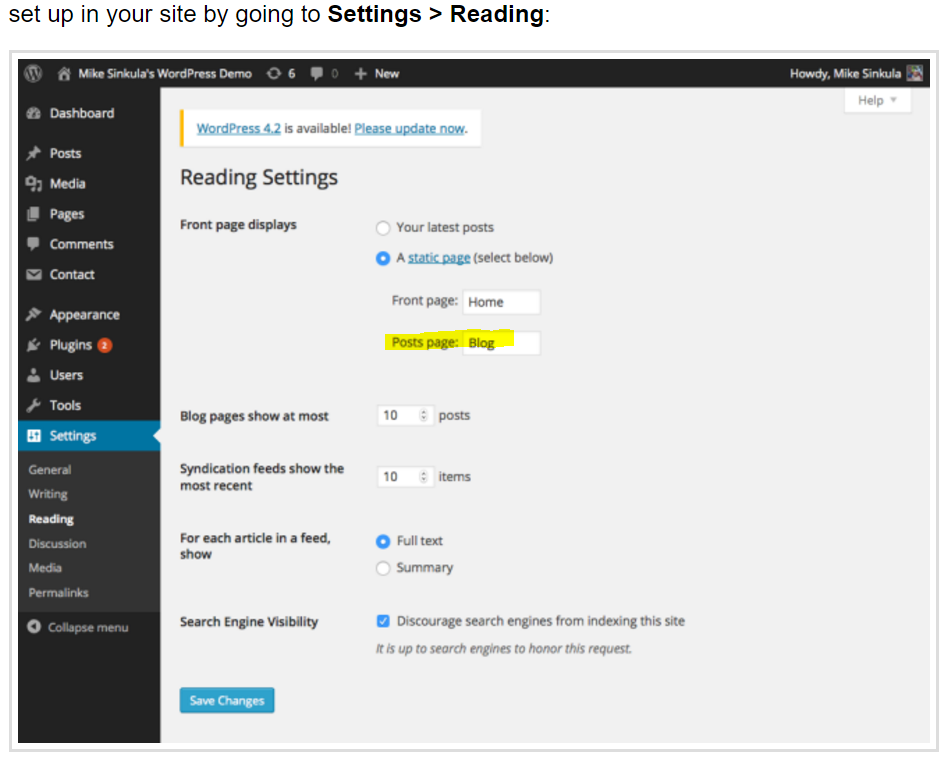 set up in your site by going to Settings > Reading:
Mike Sinkula's WordPress Demo 6 0 + New Howdy, Mike Sinkula
Help
Dashboard
Posts
Media
Pages
Comments
Contact
Appearance
Plugins 2
Users
Tools
Settings
General
Writing
Reading
Discussion
Media
Permalinks
Collapse menu
WordPress 4.2 is available! Please update now.
Reading Settings
Front page displays
Your latest posts
A static page (select below)
Front page: Home
Posts page: Blog
Blog pages show at most 10 posts
Syndication feeds show the
most recent
10 items
For each article in a feed,
show
Full text
Summary
Search Engine Visibility
Discourage search engines from indexing this site
It is up to search engines to honor this request.
Save Changes